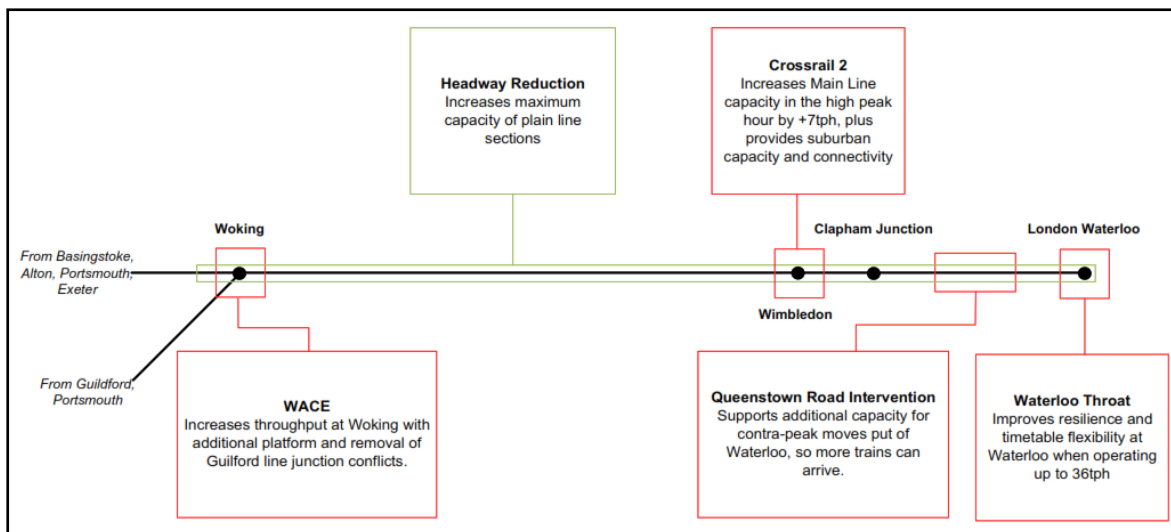 Headway Reduction
Increases maximum
capacity of plain line
sections
Crossrail 2
Increases Main Line
capacity in the high peak
hour by +7tph, plus
provides suburban
capacity and connectivity
Woking
Clapham Junction
London Waterloo
From Basingstoke,
Alton, Portsmouth,
Exeter
Wimbledon
From Guildford,
Portsmouth
WACE
Increases throughput at Woking with
additional platform and removal of
Guilford line junction conflicts.
Queenstown Road Intervention
Supports additional capacity for
contra-peak moves put of
Waterloo, so more trains can
arrive.
Waterloo Throat
Improves resilience and
timetable flexibility at
Waterloo when operating
up to 36tph